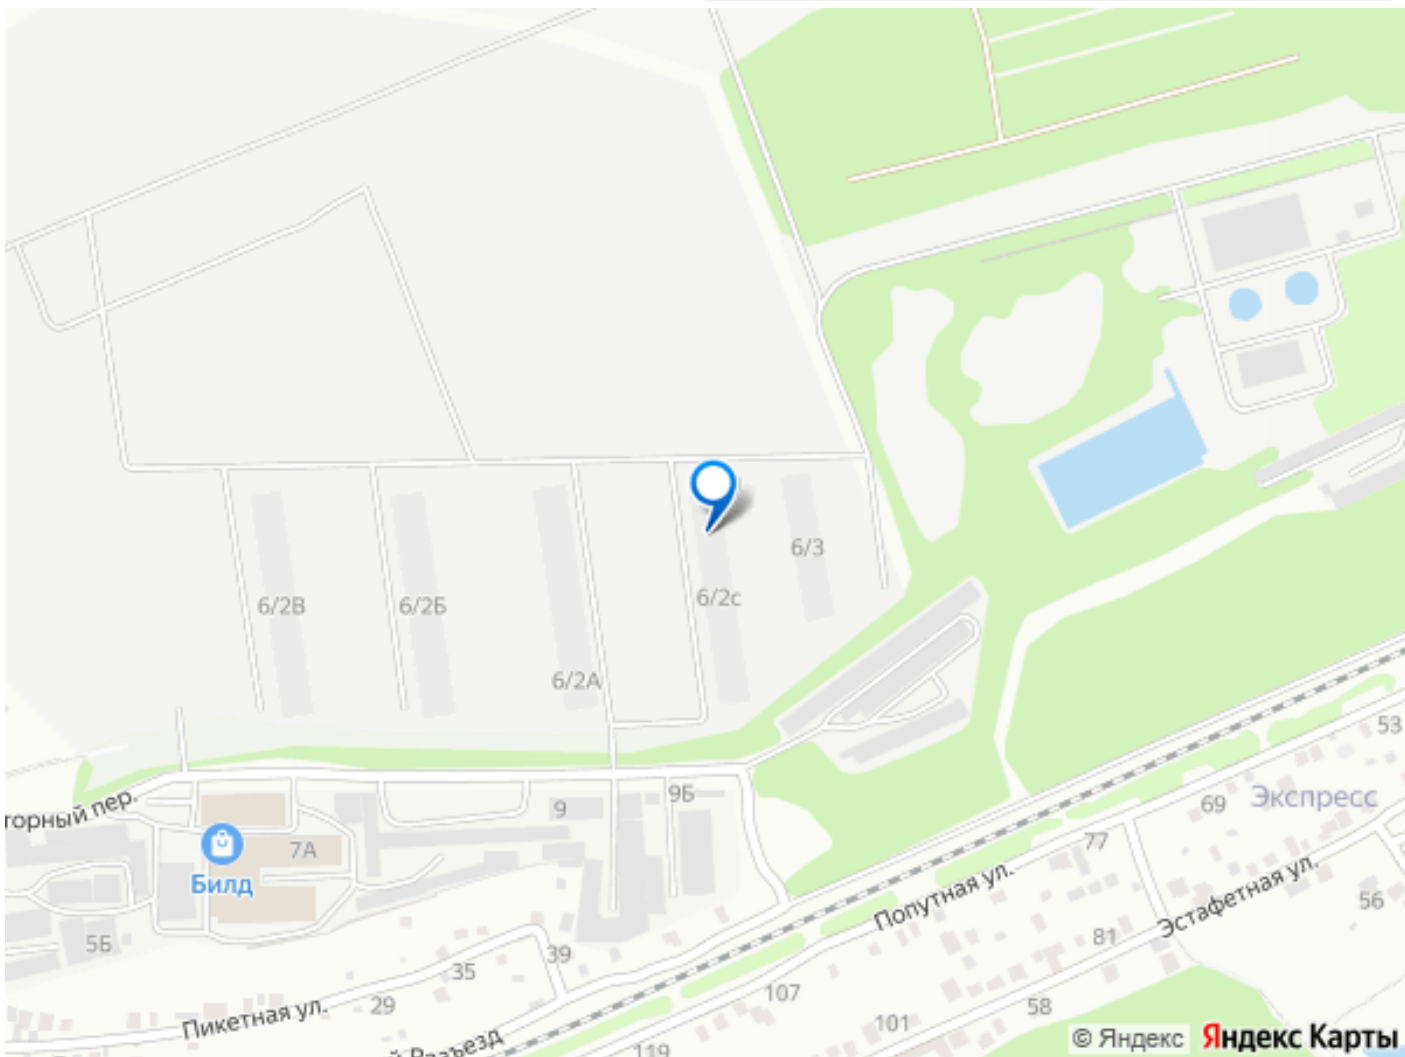 6/3
6/2В
6/2Б
6/2с
6/2А
53
торный пер.
9
9Б
69
Экспресс
7А
77
Билд
Попутная ул.
Эстафетная ул.
56
5Б
81
39
35
29
107
58
Пикетная ул.
101
й Разъезд
119
© Яндекс
Яндекс Карты